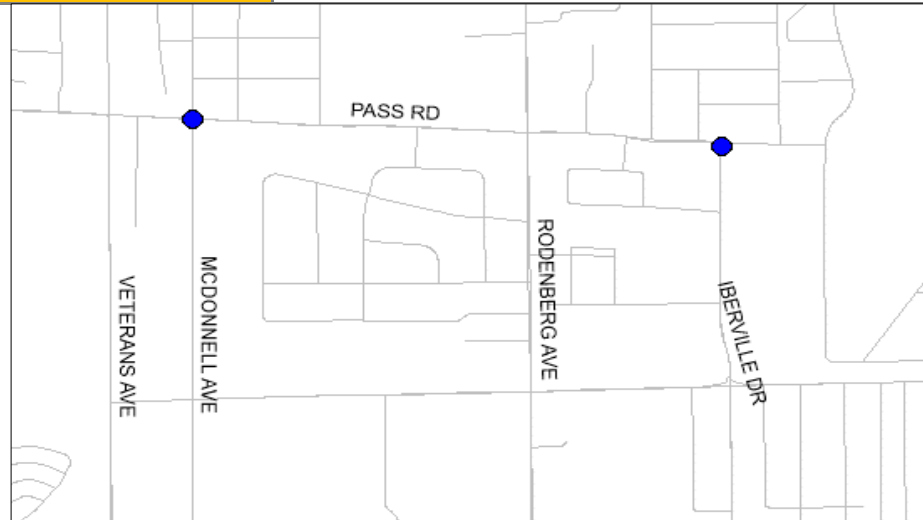 PASS RD
VETERANS AVE
MCDONNELL AVE
RODENBERG AVE
IBERVILLE DR